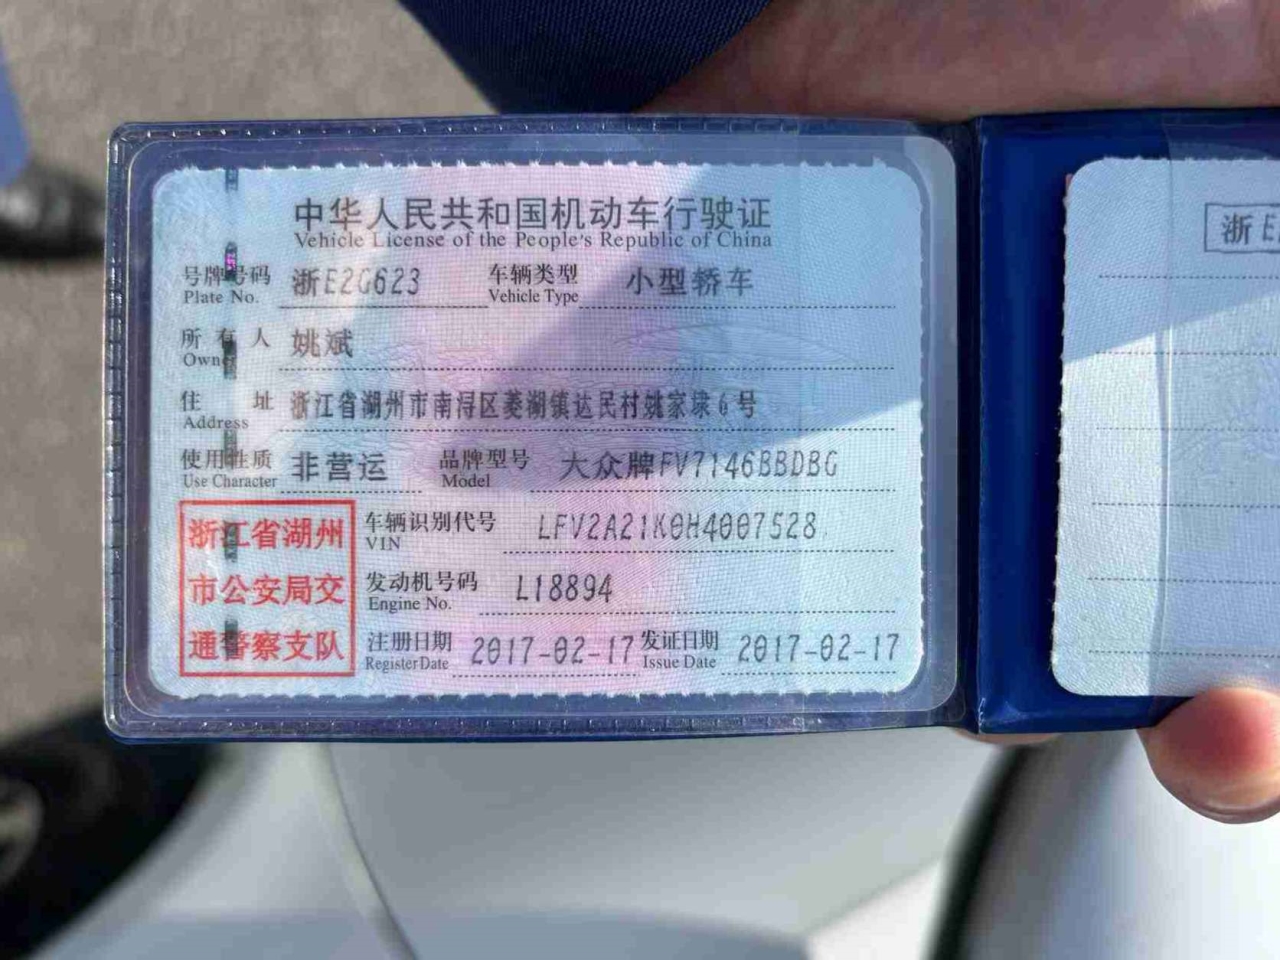 中华人民共和国机动车行驶证
Vehicle License of the People's Republic of China
号牌号码 浙E2G623 车辆类型 小型轿车
Plate No. Vehicle Type
所有人 姚斌
Owner
住址 浙江省湖州市南浔区菱湖镇达民村姚家埭6号
Address
使用性质 非营运 品牌型号 大众牌FV7146BBDBG
Use Character Model
车辆识别代号 LFV2A21K0H4007528
VIN
发动机号码 L18894
Engine No.
注册日期 2017-02-17 发证日期 2017-02-17
Register Date Issue Date
浙江省湖州
市公安局交
通警察支队
浙E